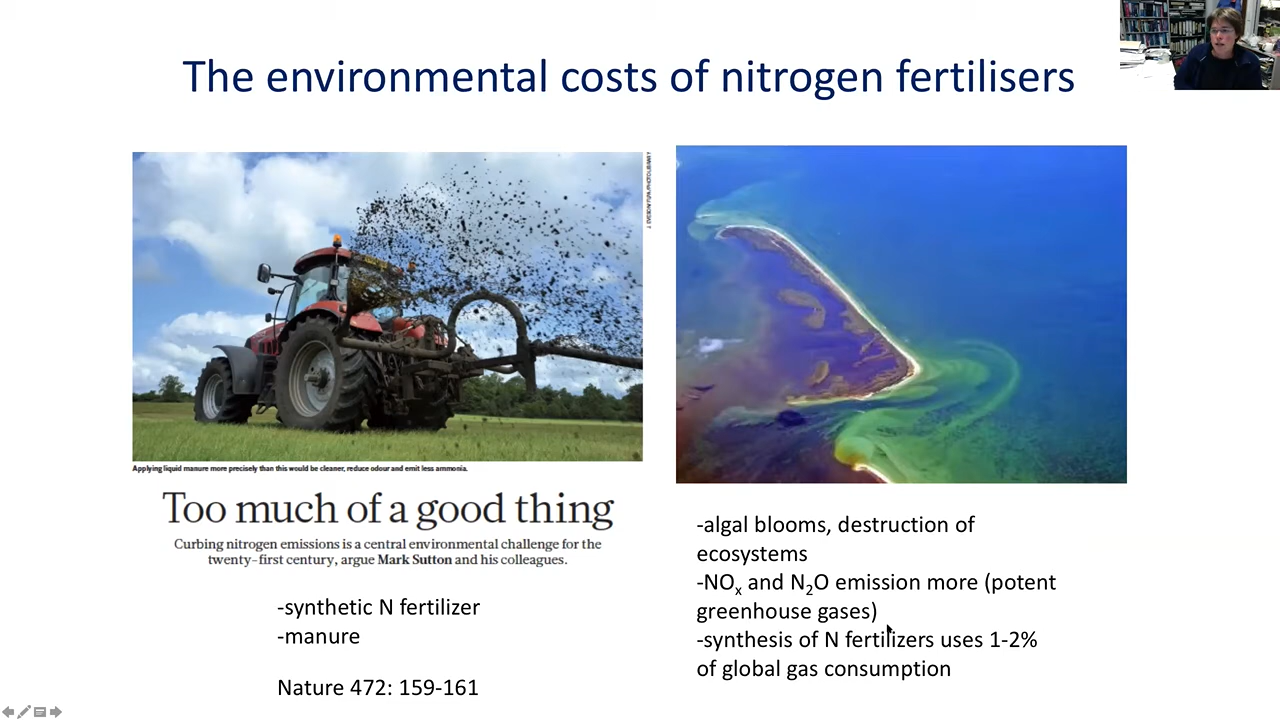 The environmental costs of nitrogen fertilisers
Applying liquid manure more precisely than this would be cleaner, reduce odour and emit less ammonia.
Too much of a good thing
Curbing nitrogen emissions is a central environmental challenge for the
twenty-first century, argue Mark Sutton and his colleagues.
-synthetic N fertilizer
-manure
Nature 472: 159-161
-algal blooms, destruction of
ecosystems
-NOx and N2O emission more (potent
greenhouse gases)
-synthesis of N fertilizers uses 1-2%
of global gas consumption